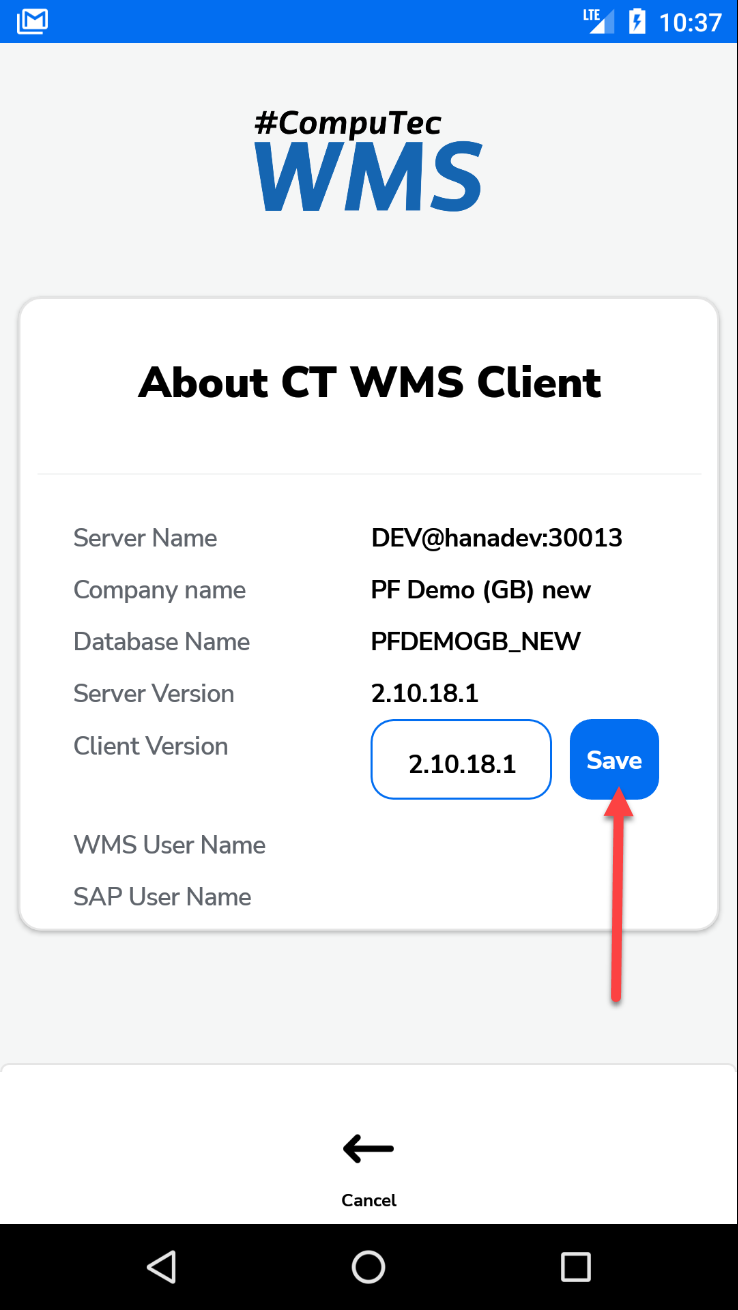 LTE 10:37
#CompuTec
WMS
About CT WMS Client
Server Name DEV@hanadev:30013
Company name PF Demo (GB) new
Database Name PFDEMOGB_NEW
Server Version 2.10.18.1
Client Version 2.10.18.1 Save
WMS User Name
SAP User Name
Cancel